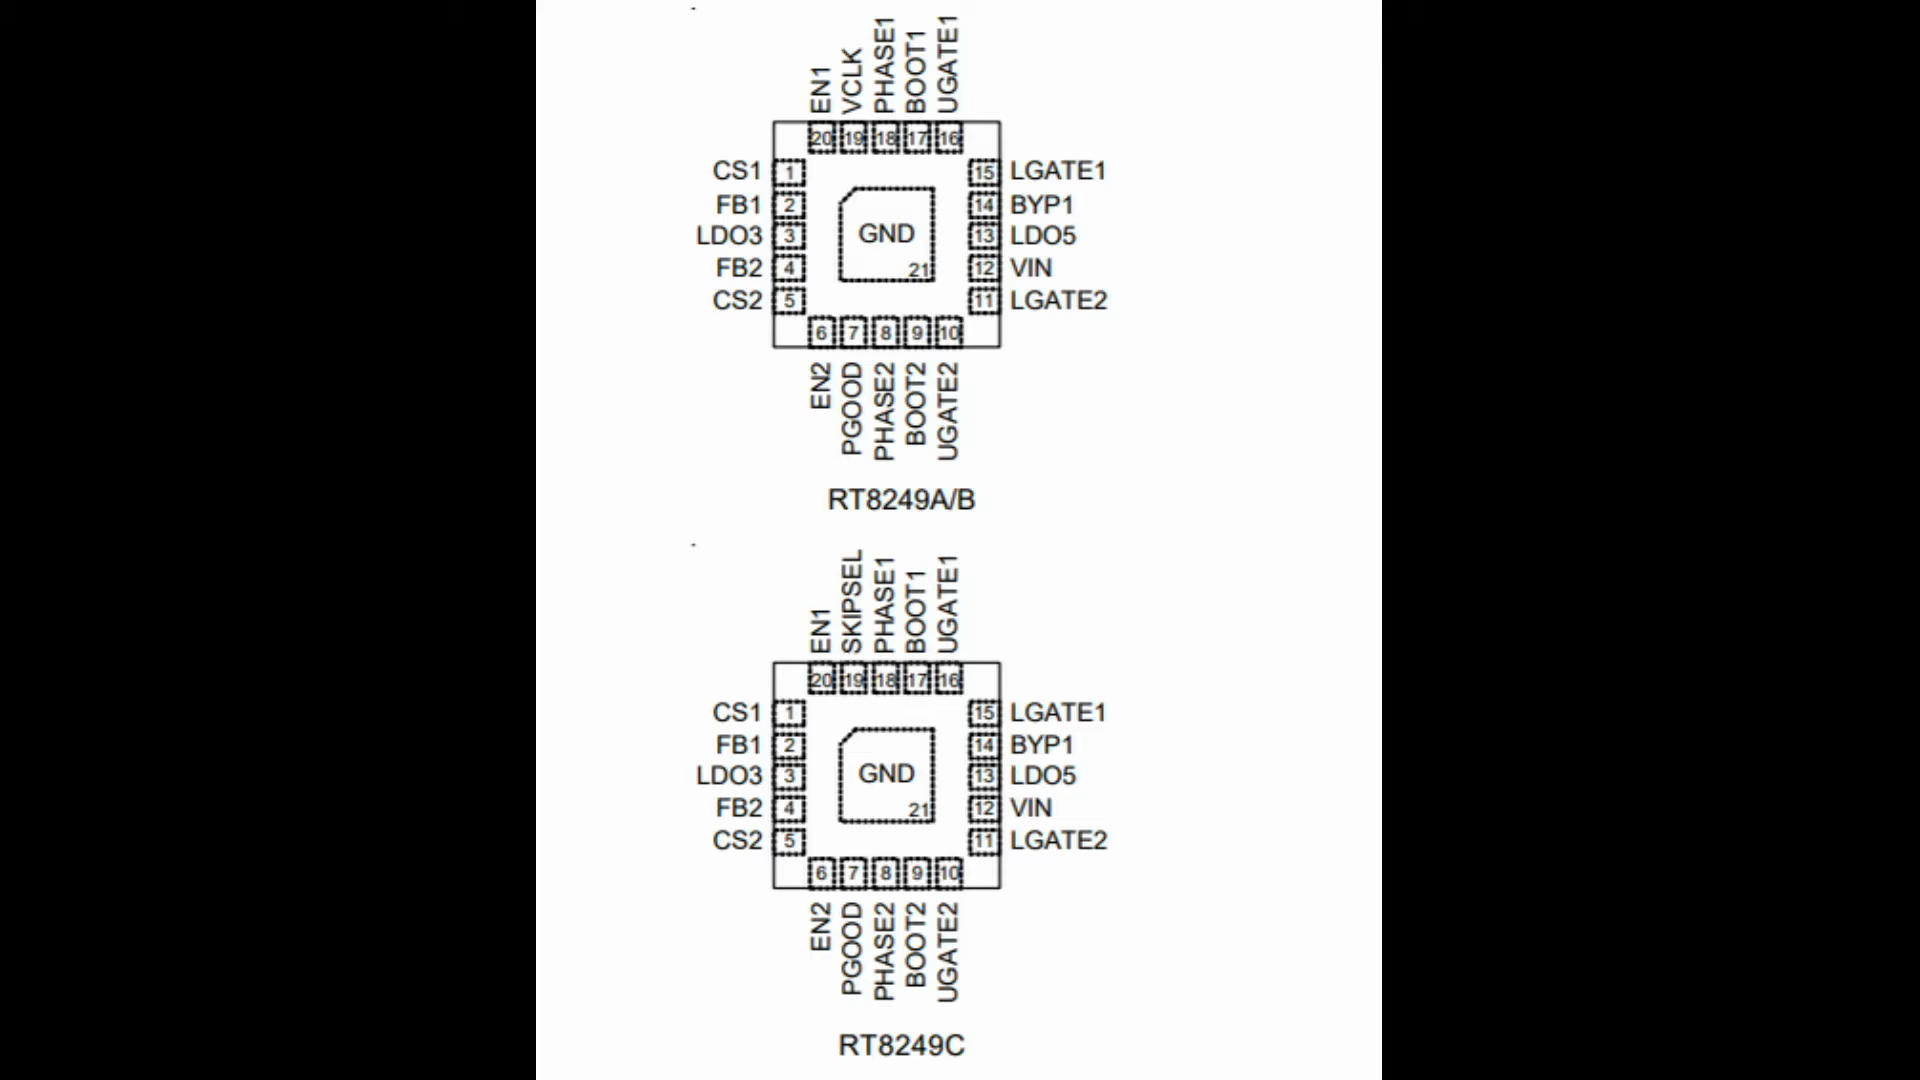 EN1
VCLK
PHASE1
BOOT1
UGATE1
20 19 18 17 16
CS1 1 15 LGATE1
FB1 2 14 BYP1
LDO3 3 GND 13 LDO5
FB2 4 21 12 VIN
CS2 5 11 LGATE2
6 7 8 9 10
EN2
PGOOD
PHASE2
BOOT2
UGATE2
RT8249A/B
EN1
SKIPSEL
PHASE1
BOOT1
UGATE1
20 19 18 17 16
CS1 1 15 LGATE1
FB1 2 14 BYP1
LDO3 3 GND 13 LDO5
FB2 4 21 12 VIN
CS2 5 11 LGATE2
6 7 8 9 10
EN2
PGOOD
PHASE2
BOOT2
UGATE2
RT8249C